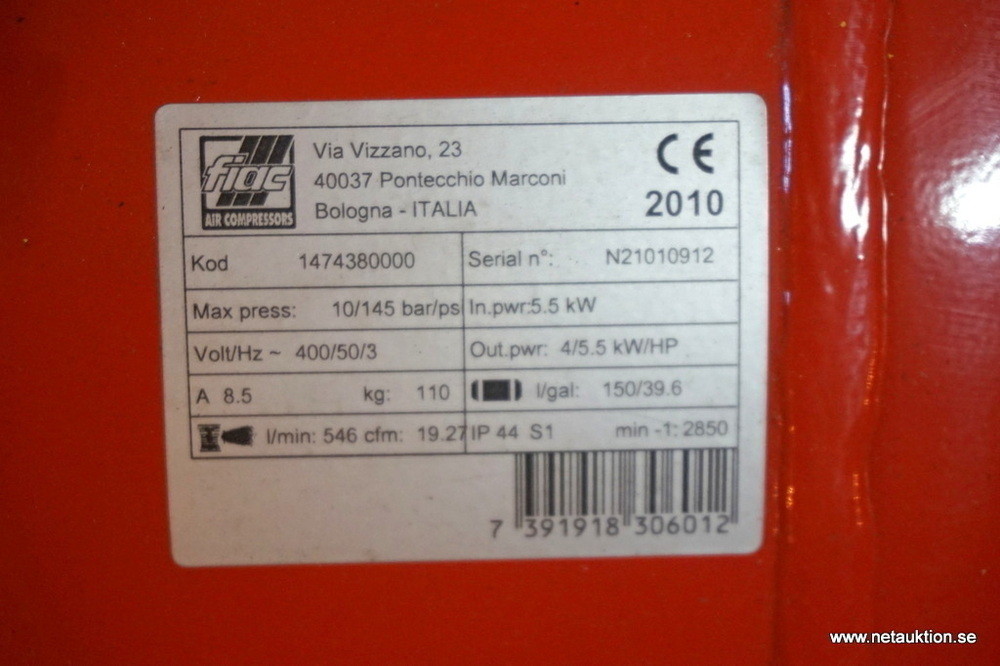 fiac
AIR COMPRESSORS
Via Vizzano, 23
40037 Pontecchio Marconi
Bologna - ITALIA
CE
2010
Kod 1474380000
Serial n°: N21010912
Max press: 10/145 bar/ps
In.pwr:5.5 kW
Volt/Hz ~ 400/50/3
Out.pwr: 4/5.5 kW/HP
A 8.5 kg: 110
l/gal: 150/39.6
l/min: 546 cfm: 19.27
IP 44 S1 min -1: 2850
7 391918 306012
www.netauktion.se